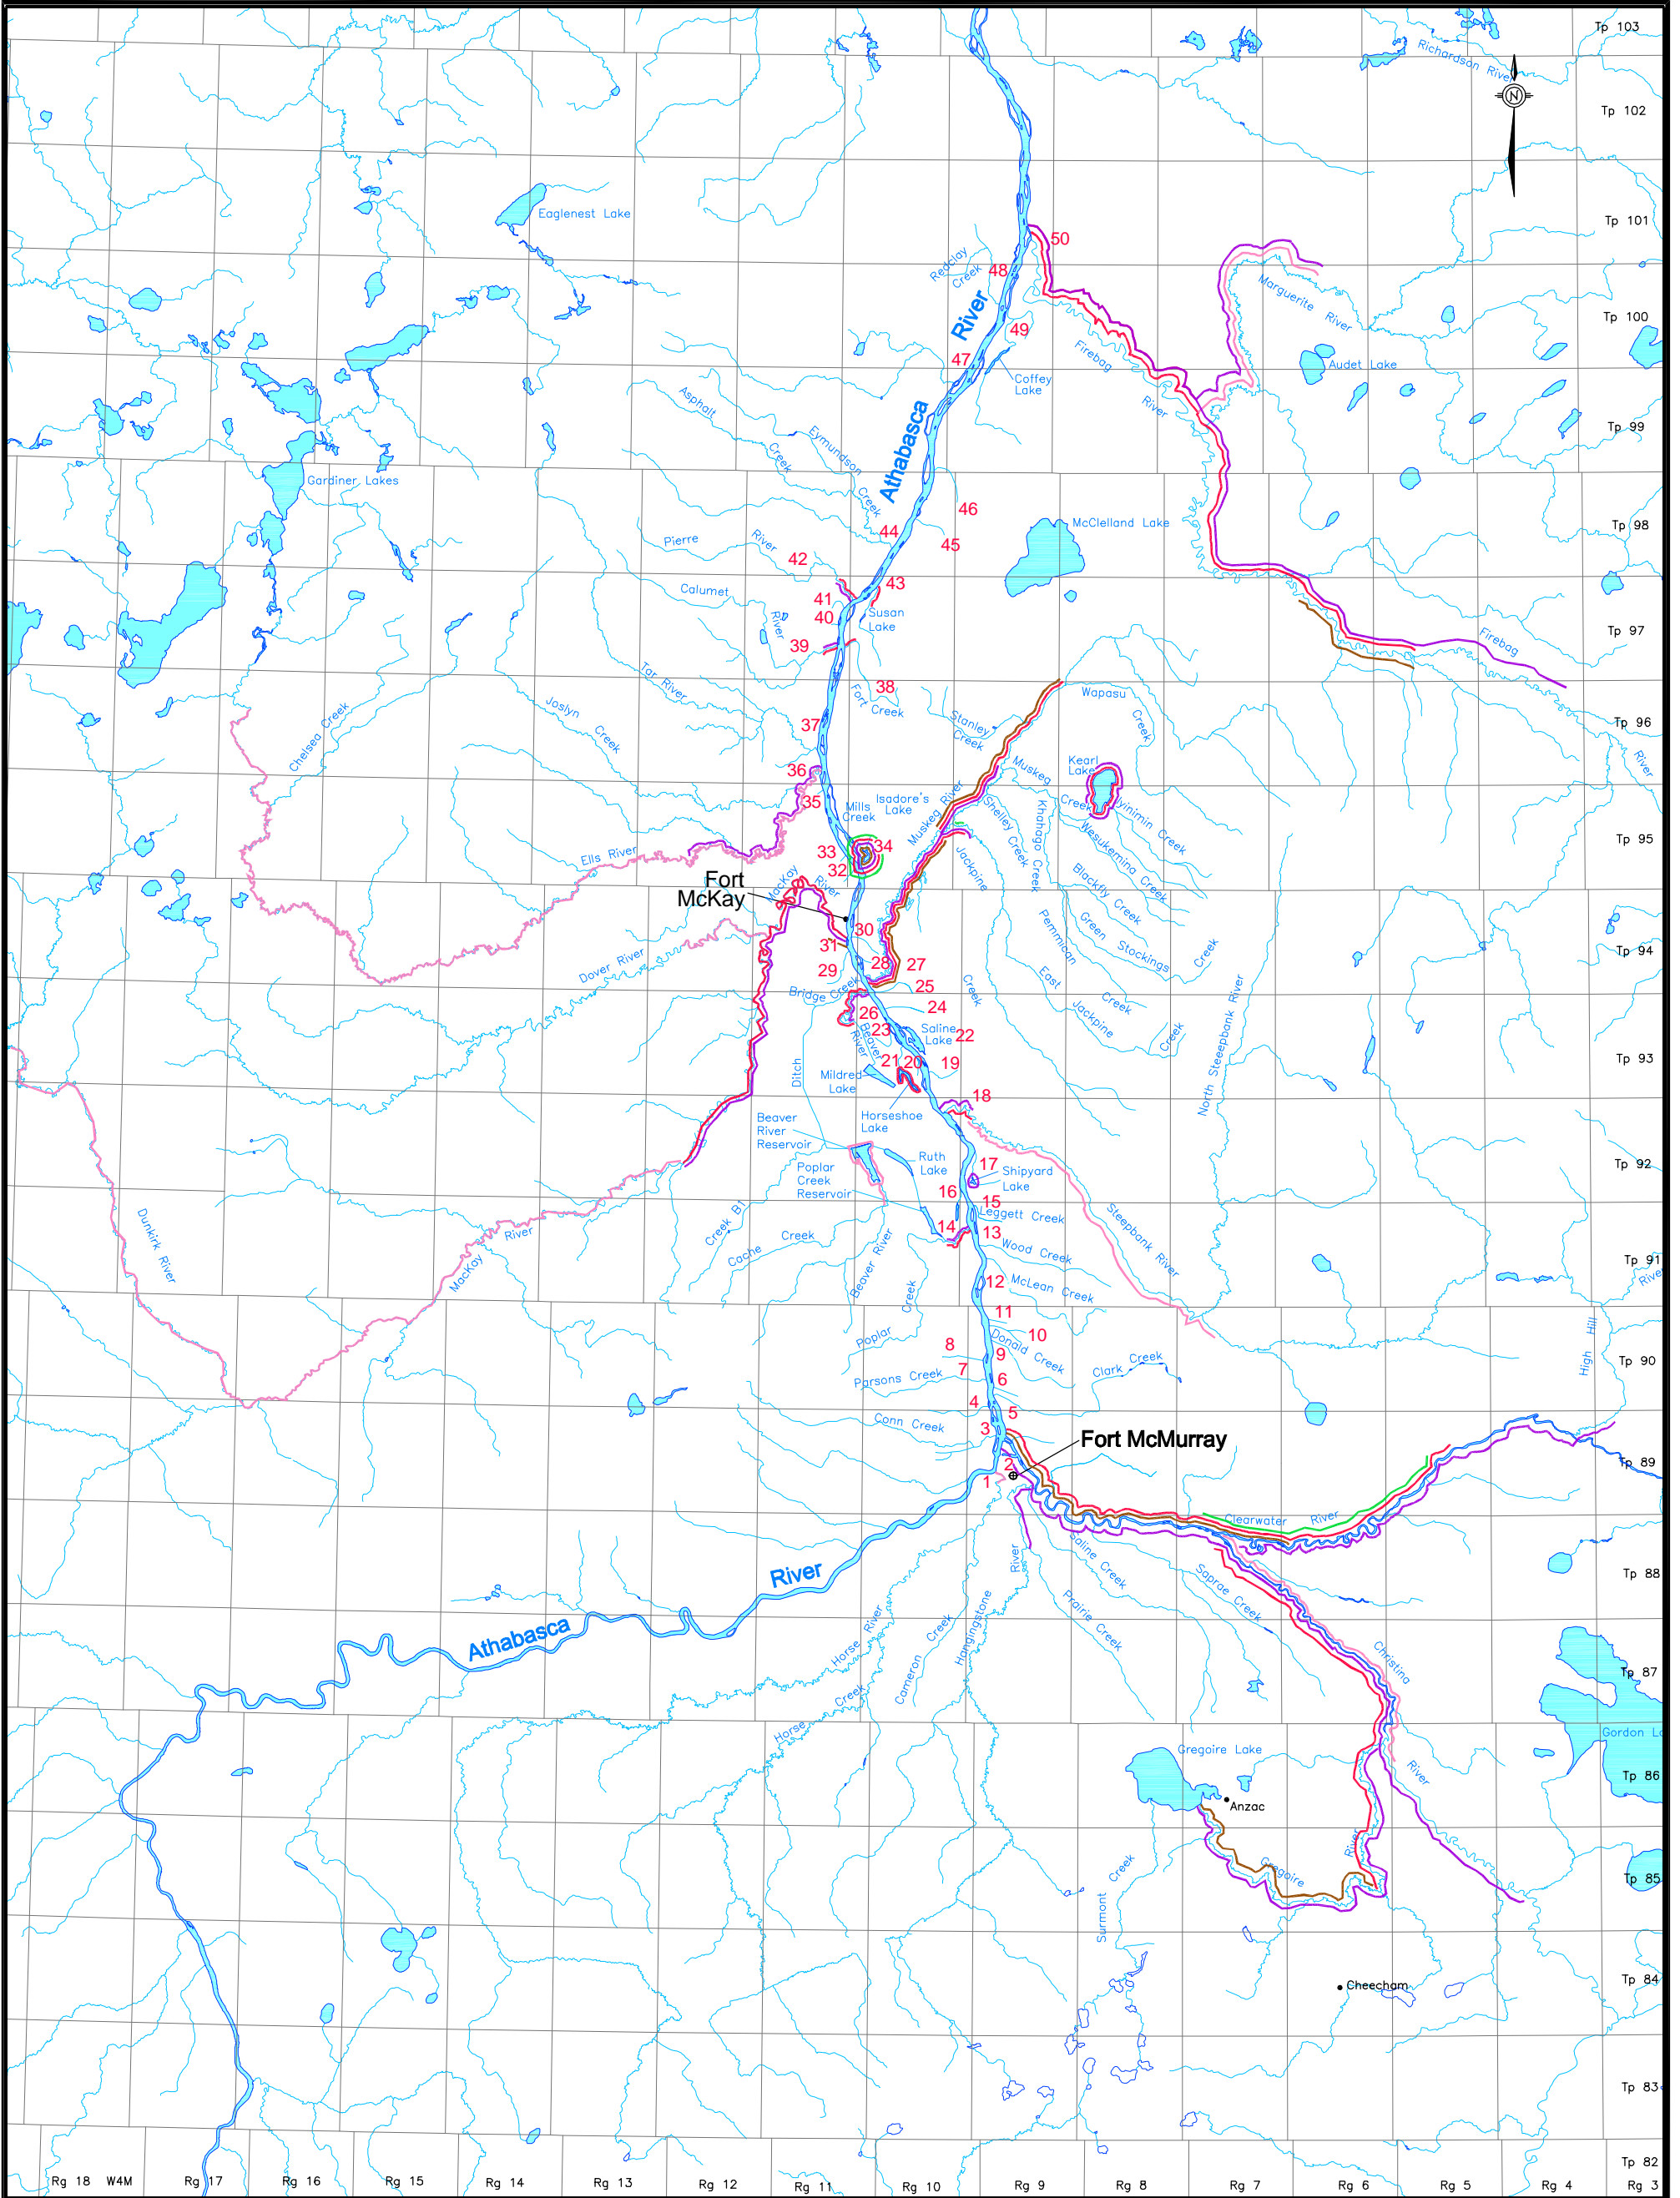 Tp 103
Richardson River
N
Tp 102
Eaglenest Lake
Tp 101
50
Redclay
Creek
48
Marguerite River
River
49
Tp 100
Firebag
47
Audet Lake
Coffey
Lake
Asphalt
River
Athabasca
Eymundson
Creek
Tp 99
Gardiner Lakes
Creek
46
McClelland Lake
44
Tp 98
Pierre
River
45
42
Calumet
43
41
40
Susan
Lake
River
Firebag
Tp 97
39
Tar River
38
Fort
Creek
Wapasu
Creek
Joslyn
Creek
Chelsea Creek
37
Stanley
Creek
Tp 96
River
36
Muskeg
Creek
Kearl
Lake
35
Mills
Creek
Isadore's
Lake
Muskeg River
Shelley Creek
Khahago Creek
Iyinimin Creek
Wesukemina Creek
34
33
32
Ells River
Jackpine
Blackfly Creek
Tp 95
Fort
McKay
MacKay
River
Green
Stockings
Creek
Pemmican
Creek
30
31
Dover River
29
28
27
Tp 94
East
Jackpine
Creek
Creek
Bridge Creek
25
24
26
23
Beaver
River
Saline
Lake
22
North Steepbank River
Ditch
21
20
19
Tp 93
Mildred
Lake
18
Horseshoe
Lake
Beaver
River
Reservoir
Ruth
Lake
17
Shipyard
Lake
Tp 92
Poplar
Creek
Reservoir
16
15
Leggett Creek
Steepbank River
Dunkirk River
Creek B1
14
13
MacKay
River
Cache
Creek
Wood Creek
Beaver River
Tp 91
River
12
McLean Creek
Creek
11
Poplar
10
Donald Creek
8
9
High Hill
Tp 90
7
Clark Creek
Parsons Creek
6
4
5
Conn Creek
3
Fort McMurray
2
1
Tp 89
Clearwater
River
River
Saline Creek
River
Saprae Creek
Tp 88
Athabasca
Horse River
Cameron Creek
Hangingstone
Prairie Creek
Christina
Tp 87
Horse
Creek
Gregoire Lake
River
Gordon La
Tp 86
Anzac
River
Gregoire
Surmont Creek
Tp 85
Cheecham
Tp 84
Tp 83
Tp 82
Rg 18 W4M Rg 17 Rg 16 Rg 15 Rg 14 Rg 13 Rg 12 Rg 11 Rg 10 Rg 9 Rg 8 Rg 7 Rg 6 Rg 5 Rg 4 Rg 3